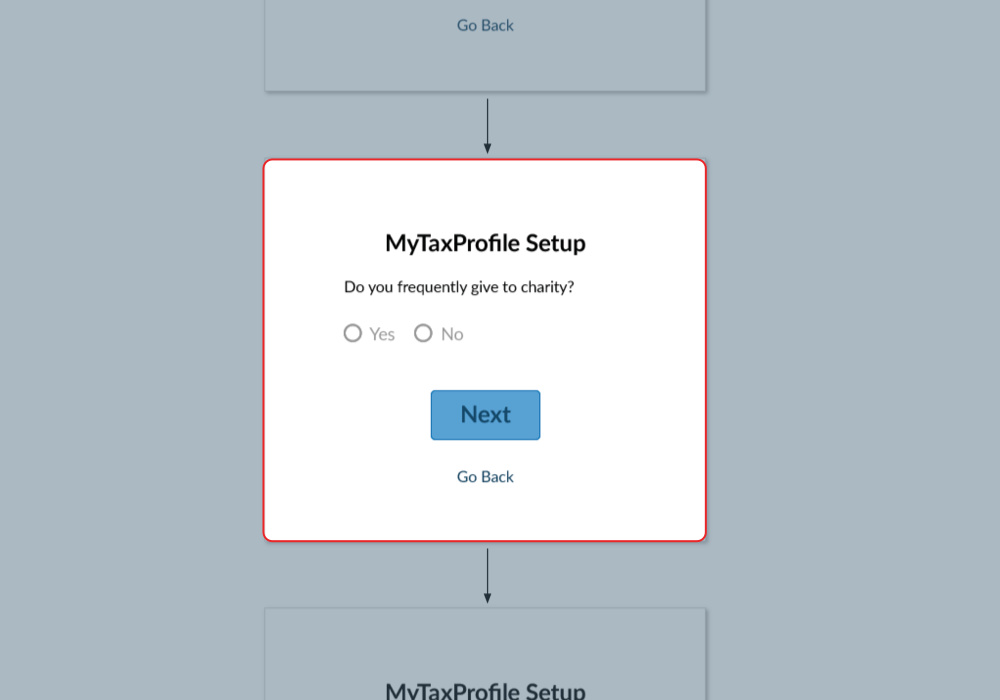 Go Back
MyTaxProfile Setup
Do you frequently give to charity?
Yes No
Next
Go Back
MyTaxProfile Setup